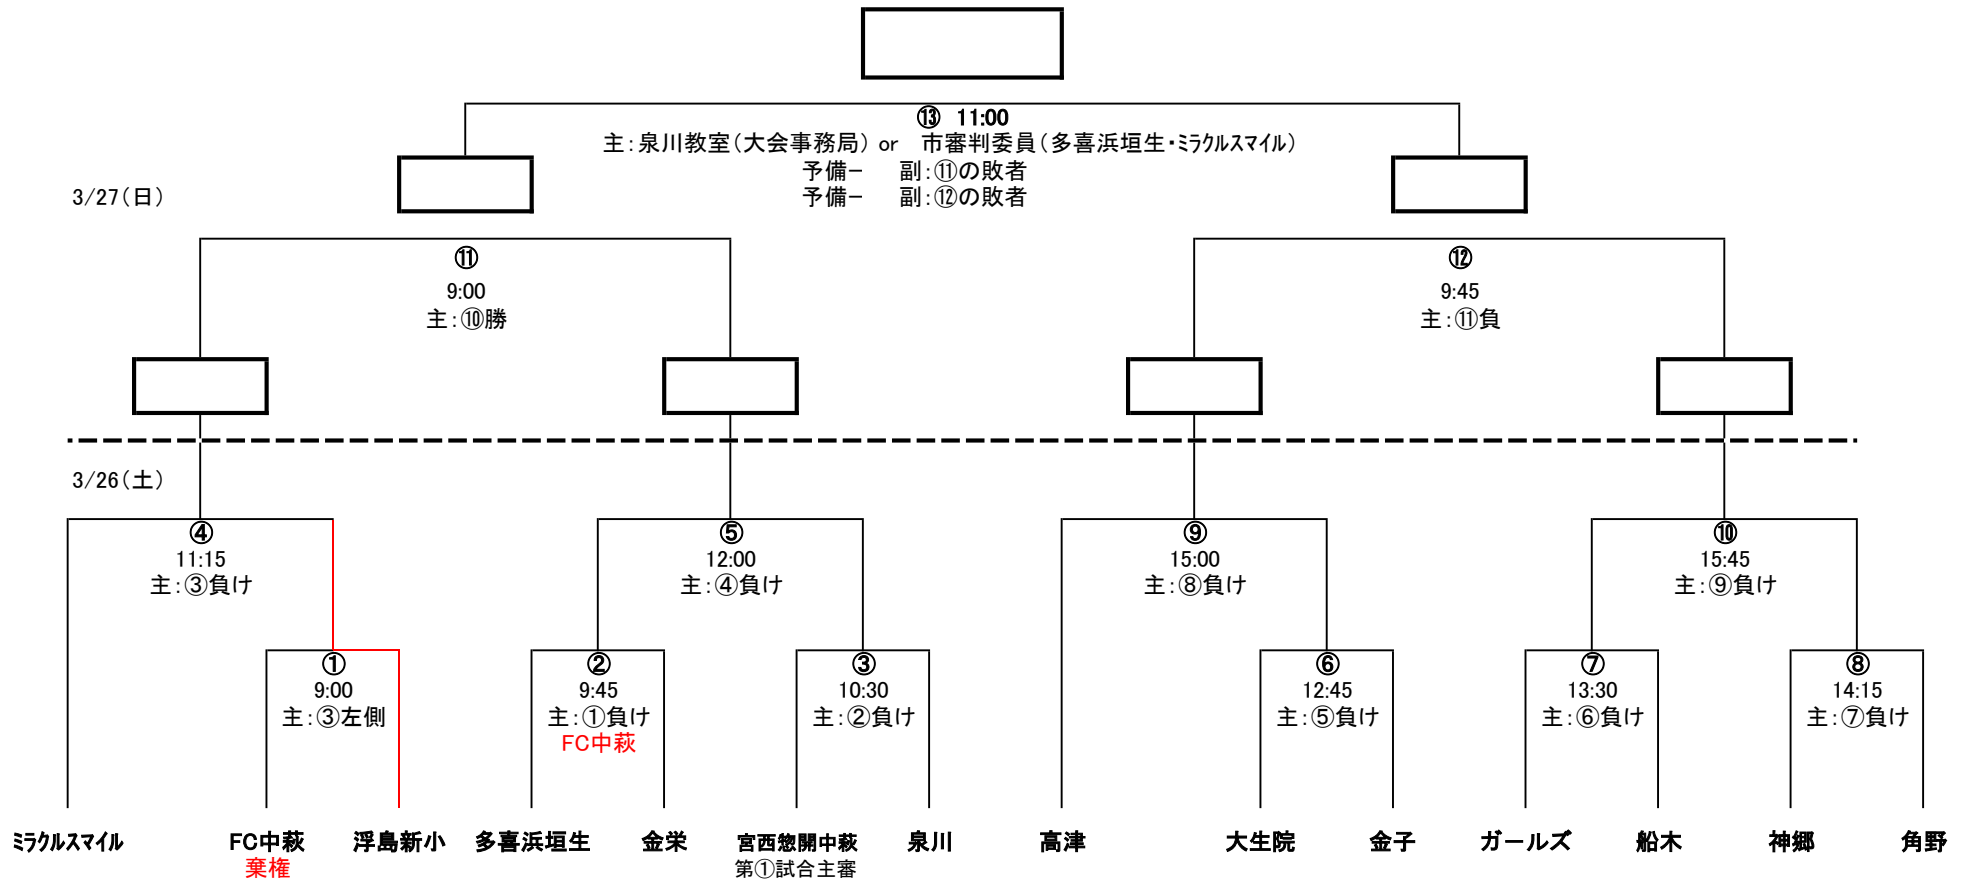 ⑬ 11:00
主：泉川教室（大会事務局） or 市審判委員（多喜浜垣生・ミラクルスマイル）
予備ー 副：⑪の敗者
3/27（日）
予備ー 副：⑫の敗者
⑪
⑫
9:00
9:45
主：⑩勝
主：⑪負
3/26（土）
④
⑤
⑨
⑩
11:15
12:00
15:00
15:45
主：③負け
主：④負け
主：⑧負け
主：⑨負け
①
②
③
⑥
⑦
⑧
9:00
9:45
10:30
12:45
13:30
14:15
主：③左側
主：①負け
主：②負け
主：⑤負け
主：⑥負け
主：⑦負け
FC中萩
ミラクルスマイル
FC中萩
浮島新小
多喜浜垣生
金栄
宮西惣開中萩
泉川
高津
大生院
金子
ガールズ
船木
神郷
角野
棄権
第①試合主審